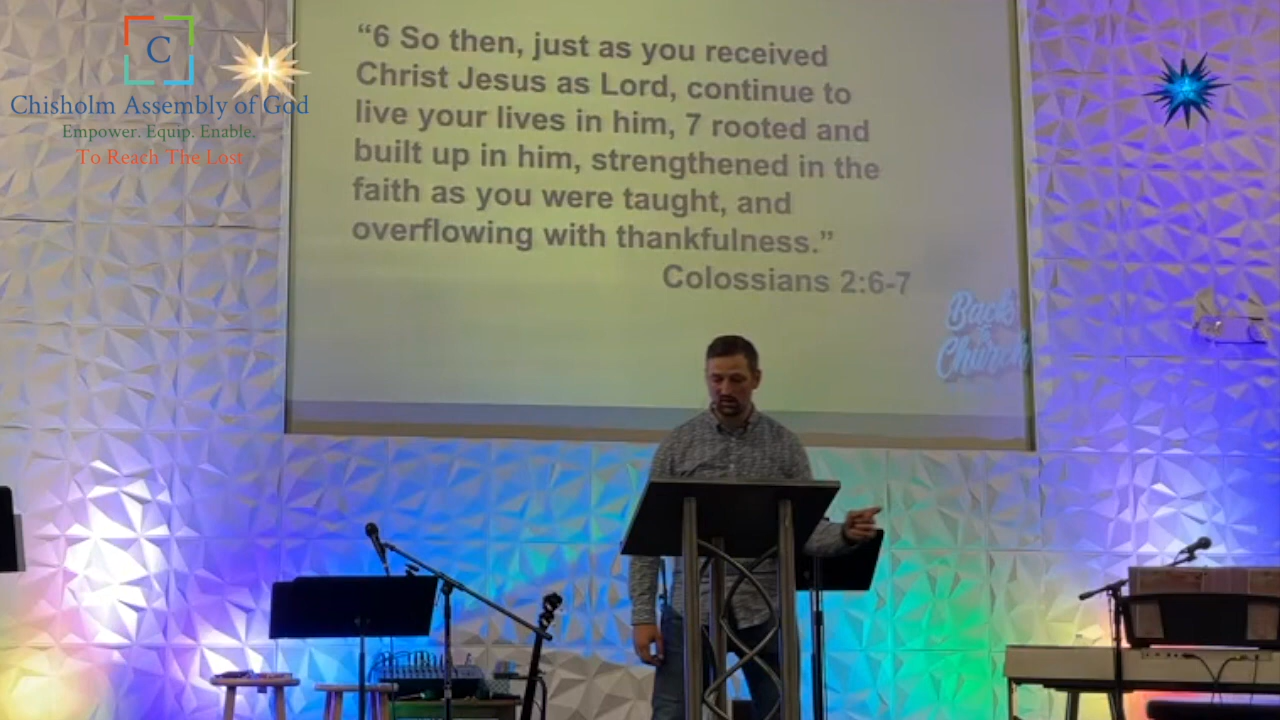 C
Chisholm Assembly of God
Empower. Equip. Enable.
To Reach The Lost
“6 So then, just as you received
Christ Jesus as Lord, continue to
live your lives in him, 7 rooted and
built up in him, strengthened in the
faith as you were taught, and
overflowing with thankfulness.”
Colossians 2:6-7
Back
Church